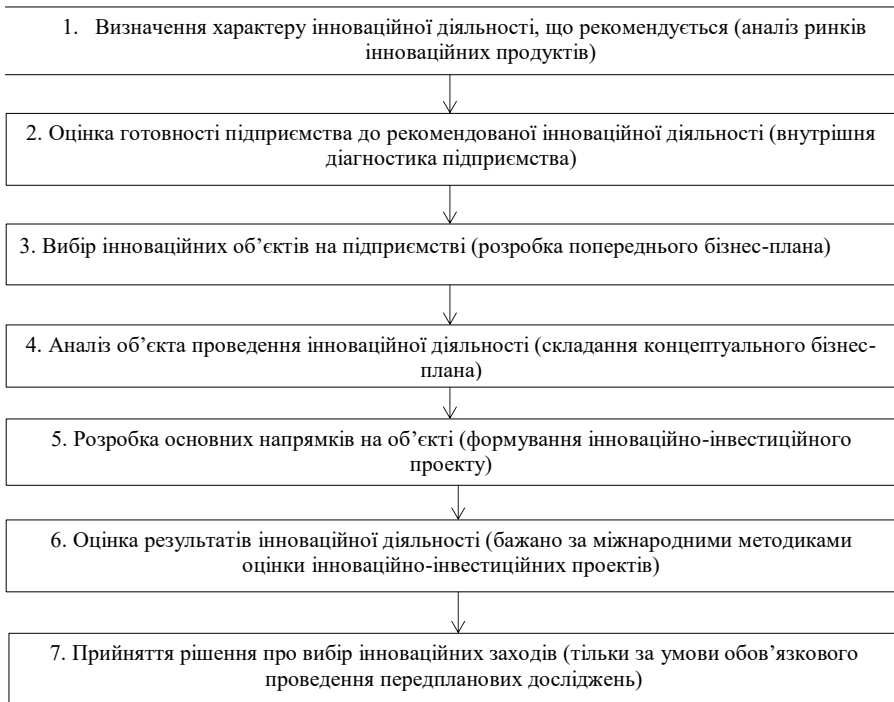 1. Визначення характеру інноваційної діяльності, що рекомендується (аналіз ринків
інноваційних продуктів)
2. Оцінка готовності підприємства до рекомендованої інноваційної діяльності (внутрішня
діагностика підприємства)
3. Вибір інноваційних об’єктів на підприємстві (розробка попереднього бізнес-плана)
4. Аналіз об’єкта проведення інноваційної діяльності (складання концептуального бізнес-
плана)
5. Розробка основних напрямків на об’єкті (формування інноваційно-інвестиційного
проекту)
6. Оцінка результатів інноваційної діяльності (бажано за міжнародними методиками
оцінки інноваційно-інвестиційних проектів)
7. Прийняття рішення про вибір інноваційних заходів (тільки за умови обов’язкового
проведення передпланових досліджень)